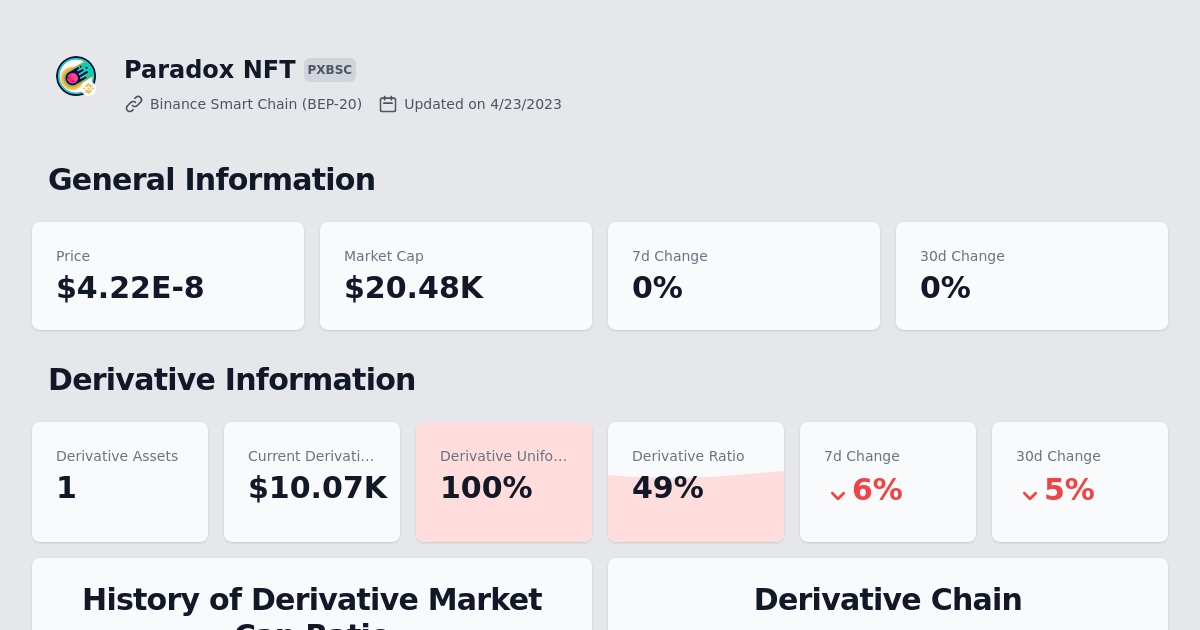 Paradox NFT PXBSC
Binance Smart Chain (BEP-20) Updated on 4/23/2023
General Information
Price
$4.22E-8
Market Cap
$20.48K
7d Change
0%
30d Change
0%
Derivative Information
Derivative Assets
1
Current Derivati...
$10.07K
Derivative Unifo...
100%
Derivative Ratio
49%
7d Change
6%
30d Change
5%
History of Derivative Market
Cap Ratio
Derivative Chain